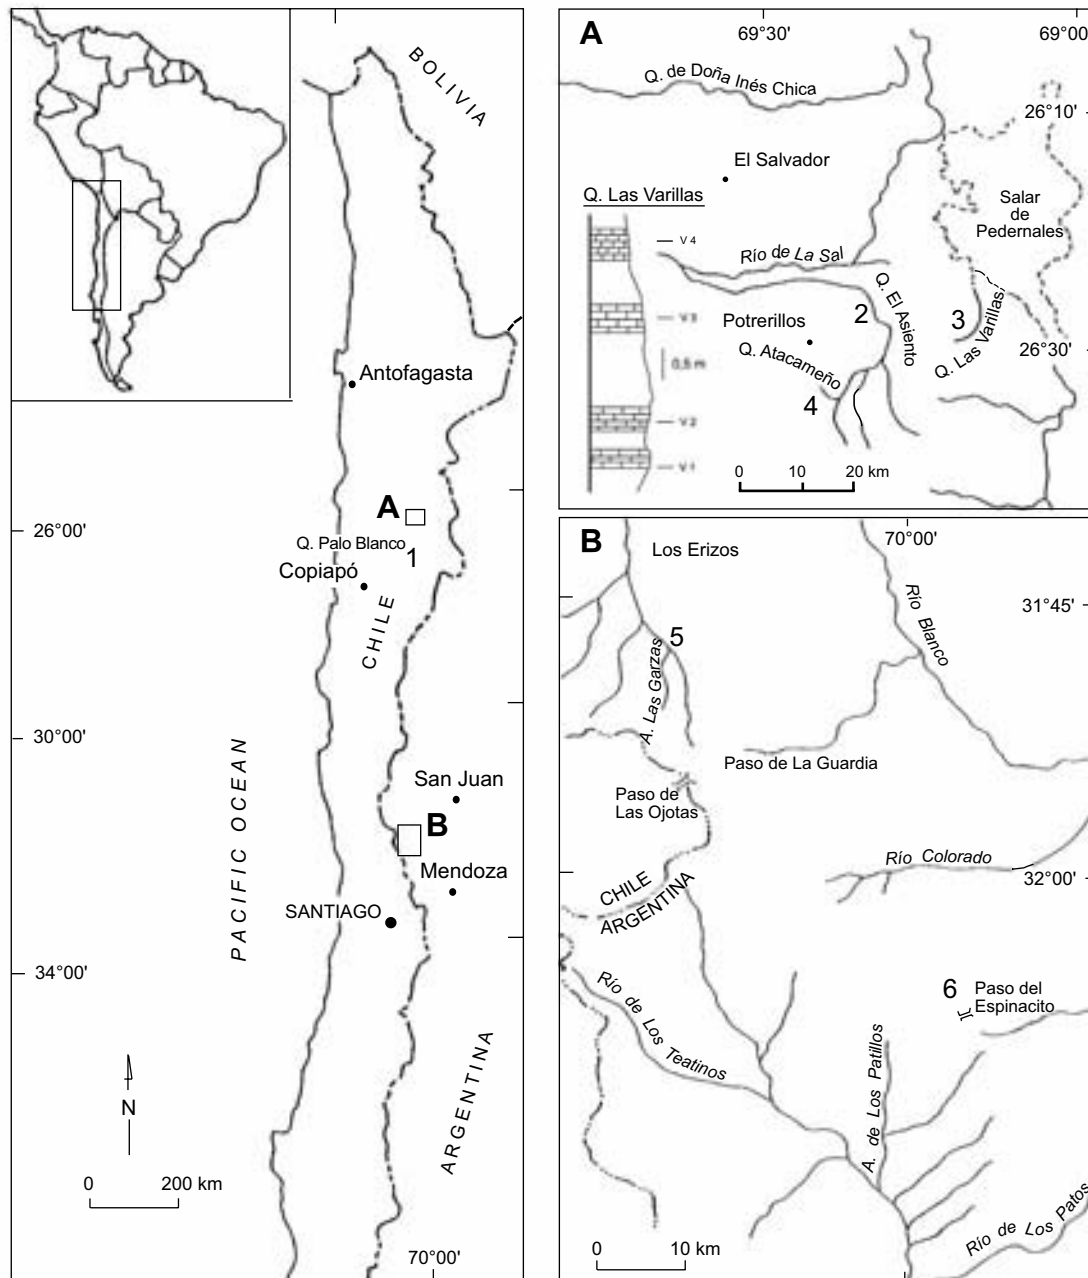 BOLIVIA
Antofagasta
A
26°00'
Q. Palo Blanco
1
Copiapó
CHILE
30°00'
PACIFIC OCEAN
San Juan
B
Mendoza
SANTIAGO
34°00'
ARGENTINA
N
0 200 km
70°00'
A
69°30' 69°00'
Q. de Doña Inés Chica
26°10'
El Salvador
Q. Las Varillas
Salar
de
Pedernales
V 4
Río de La Sal
Q. El Asiento
2
3
V 3
Potrerillos
Q. Las Varillas
26°30'
0,5 m
Q. Atacameño
4
V 2
V 1
0 10 20 km
B
70°00'
Los Erizos
31°45'
Río Blanco
5
A. Las Garzas
Paso de La Guardia
Paso de
Las Ojotas
Río Colorado
32°00'
CHILE
ARGENTINA
6
Paso del
Espinacito
Río de Los Teatinos
A. de Los Patillos
Río de Los Patos
0 10 km